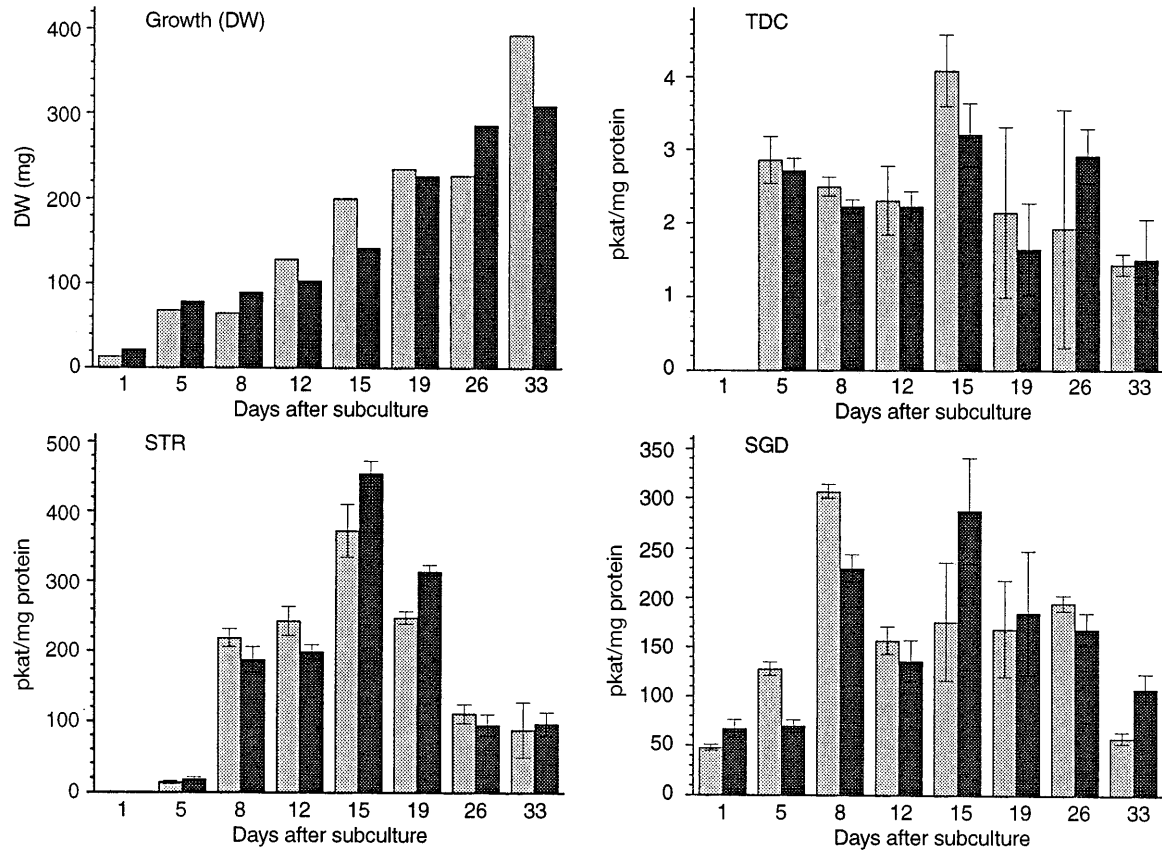 Growth (DW)
400
300
200
100
0
DW (mg)
1 5 8 12 15 19 26 33
Days after subculture
TDC
4
3
2
1
0
pkat/mg protein
1 5 8 12 15 19 26 33
Days after subculture
STR
500
400
300
200
100
0
pkat/mg protein
1 5 8 12 15 19 26 33
Days after subculture
SGD
350
300
250
200
150
100
50
0
pkat/mg protein
1 5 8 12 15 19 26 33
Days after subculture